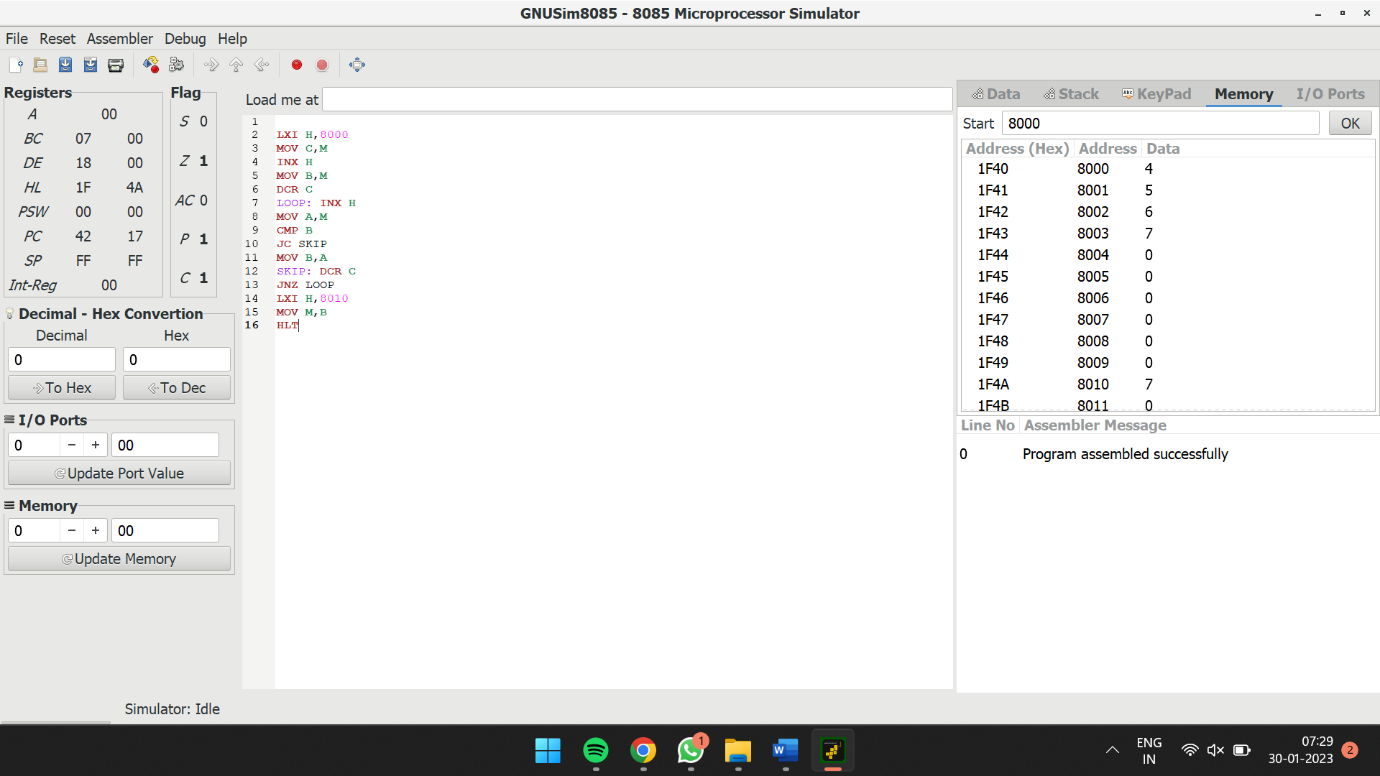 GNUSim8085 - 8085 Microprocessor Simulator
File Reset Assembler Debug Help
Registers
A 00
BC 07 00
DE 18 00
HL 1F 4A
PSW 00 00
PC 42 17
SP FF FF
Int-Reg 00
Flag
S 0
Z 1
AC 0
P 1
C 1
Decimal - Hex Convertion
Decimal Hex
0 0
To Hex To Dec
I/O Ports
0 - + 00
Update Port Value
Memory
0 - + 00
Update Memory
Load me at
1
2 LXI H,8000
3 MOV C,M
4 INX H
5 MOV B,M
6 DCR C
7 LOOP: INX H
8 MOV A,M
9 CMP B
10 JC SKIP
11 MOV B,A
12 SKIP: DCR C
13 JNZ LOOP
14 LXI H,8010
15 MOV M,B
16 HLT
Data Stack KeyPad Memory I/O Ports
Start 8000 OK
Address (Hex) Address Data
1F40 8000 4
1F41 8001 5
1F42 8002 6
1F43 8003 7
1F44 8004 0
1F45 8005 0
1F46 8006 0
1F47 8007 0
1F48 8008 0
1F49 8009 0
1F4A 8010 7
1F4B 8011 0
Line No Assembler Message
0 Program assembled successfully
Simulator: Idle
1
ENG
IN
07:29
30-01-2023
2